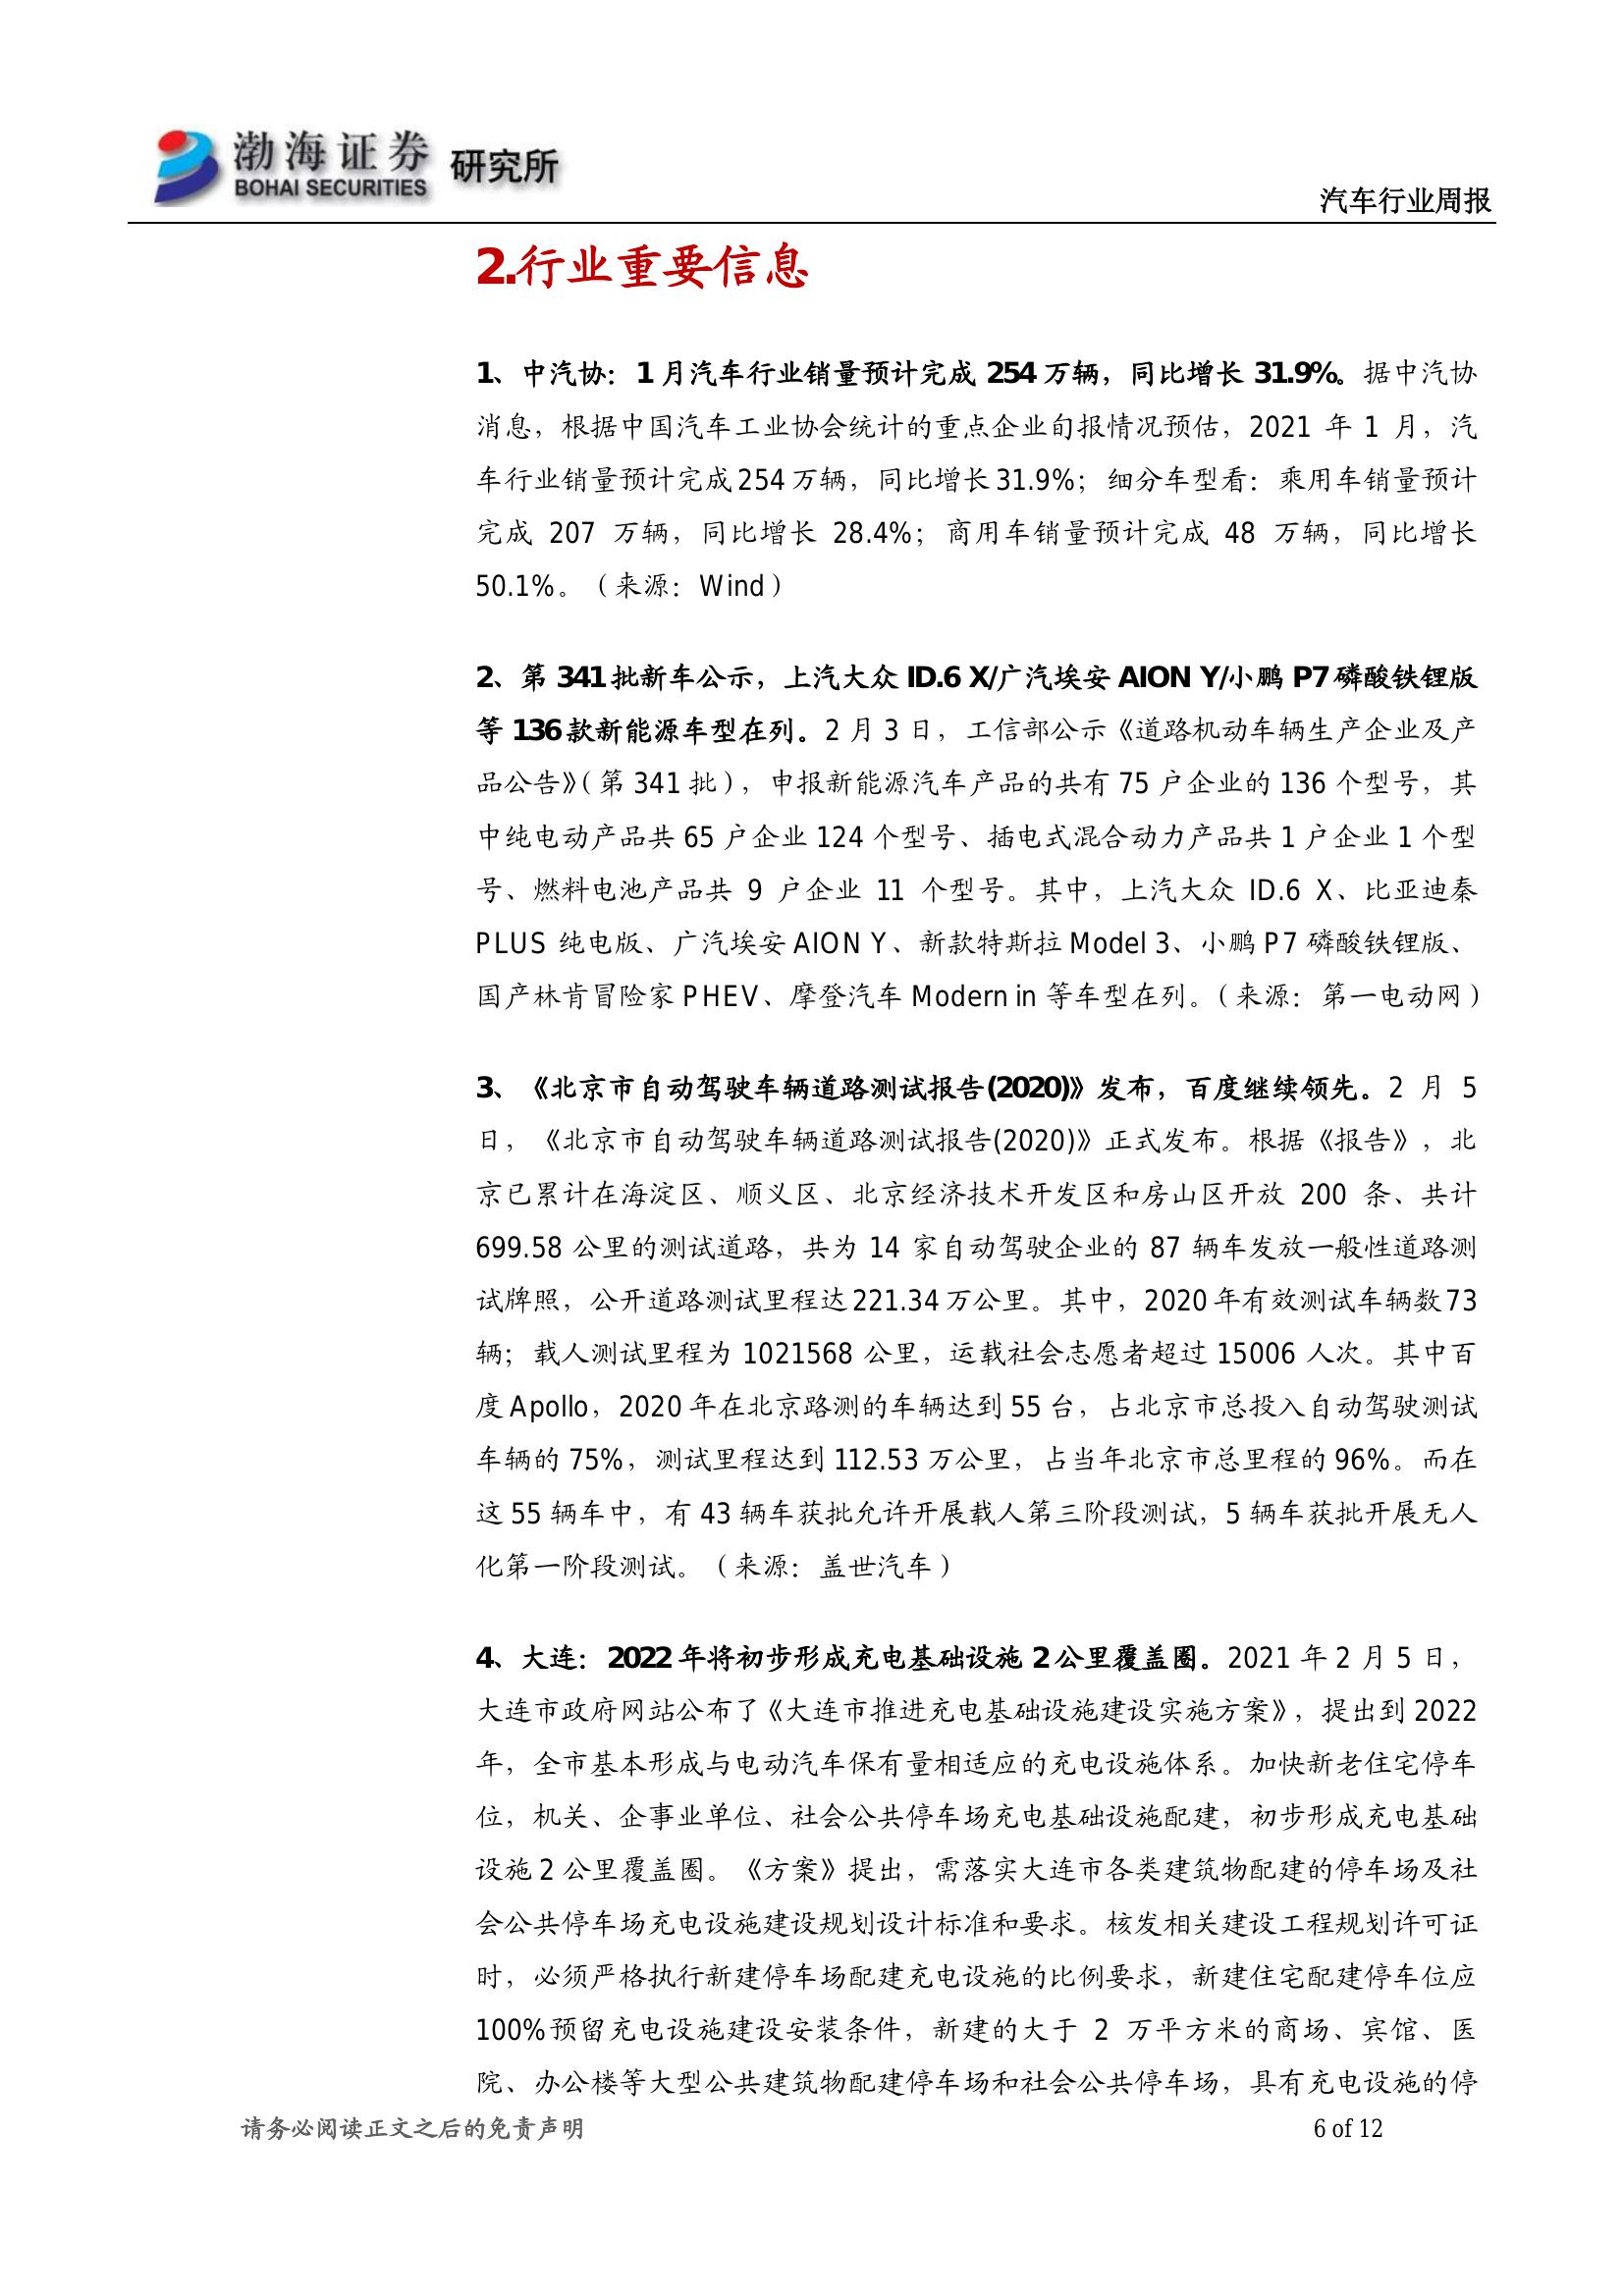 渤海证券 研究所
BOHAI SECURITIES
汽车行业周报
2.行业重要信息
1、中汽协：1 月汽车行业销量预计完成 254 万辆，同比增长 31.9%。据中汽协
消息，根据中国汽车工业协会统计的重点企业旬报情况预估，2021 年 1 月，汽
车行业销量预计完成 254 万辆，同比增长 31.9%；细分车型看：乘用车销量预计
完成 207 万辆，同比增长 28.4%；商用车销量预计完成 48 万辆，同比增长
50.1%。（来源：Wind）
2、第 341 批新车公示，上汽大众 ID.6 X/广汽埃安 AION Y/小鹏 P7 磷酸铁锂版
等 136 款新能源车型在列。2 月 3 日，工信部公示《道路机动车辆生产企业及产
品公告》（第 341 批），申报新能源汽车产品的共有 75 户企业的 136 个型号，其
中纯电动产品共 65 户企业 124 个型号、插电式混合动力产品共 1 户企业 1 个型
号、燃料电池产品共 9 户企业 11 个型号。其中，上汽大众 ID.6 X、比亚迪秦
PLUS 纯电版、广汽埃安 AION Y、新款特斯拉 Model 3、小鹏 P7 磷酸铁锂版、
国产林肯冒险家 PHEV、摩登汽车 Modern in 等车型在列。（来源：第一电动网）
3、《北京市自动驾驶车辆道路测试报告(2020)》发布，百度继续领先。2 月 5
日，《北京市自动驾驶车辆道路测试报告(2020)》正式发布。根据《报告》，北
京已累计在海淀区、顺义区、北京经济技术开发区和房山区开放 200 条、共计
699.58 公里的测试道路，共为 14 家自动驾驶企业的 87 辆车发放一般性道路测
试牌照，公开道路测试里程达 221.34 万公里。其中，2020 年有效测试车辆数 73
辆；载人测试里程为 1021568 公里，运载社会志愿者超过 15006 人次。其中百
度 Apollo，2020 年在北京路测的车辆达到 55 台，占北京市总投入自动驾驶测试
车辆的 75%，测试里程达到 112.53 万公里，占当年北京市总里程的 96%。而在
这 55 辆车中，有 43 辆车获批允许开展载人第三阶段测试，5 辆车获批开展无人
化第一阶段测试。（来源：盖世汽车）
4、大连：2022 年将初步形成充电基础设施 2 公里覆盖圈。2021 年 2 月 5 日，
大连市政府网站公布了《大连市推进充电基础设施建设实施方案》，提出到 2022
年，全市基本形成与电动汽车保有量相适应的充电设施体系。加快新老住宅停车
位，机关、企事业单位、社会公共停车场充电基础设施配建，初步形成充电基础
设施 2 公里覆盖圈。《方案》提出，需落实大连市各类建筑物配建的停车场及社
会公共停车场充电设施建设规划设计标准和要求。核发相关建设工程规划许可证
时，必须严格执行新建停车场配建充电设施的比例要求，新建住宅配建停车位应
100%预留充电设施建设安装条件，新建的大于 2 万平方米的商场、宾馆、医
院、办公楼等大型公共建筑物配建停车场和社会公共停车场，具有充电设施的停
请务必阅读正文之后的免责声明
6 of 12